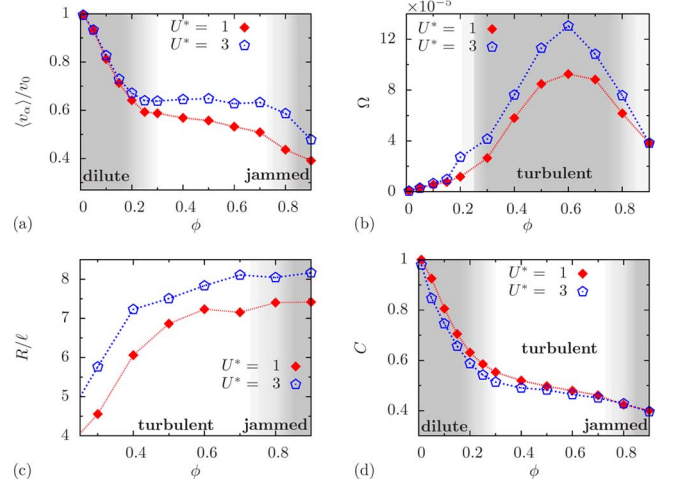 1
0.8
0.6
0.4
⟨v_α⟩/v_0
U* = 1
U* = 3
dilute
jammed
0
0.2
0.4
0.6
0.8
(a)
ϕ
×10^-5
12
8
4
0
Ω
U* = 1
U* = 3
turbulent
0
0.2
0.4
0.6
0.8
(b)
ϕ
8
7
6
5
4
R/ℓ
U* = 1
U* = 3
turbulent
jammed
0.4
0.6
0.8
(c)
ϕ
1
0.8
0.6
0.4
C
U* = 1
U* = 3
turbulent
dilute
jammed
0
0.2
0.4
0.6
0.8
(d)
ϕ